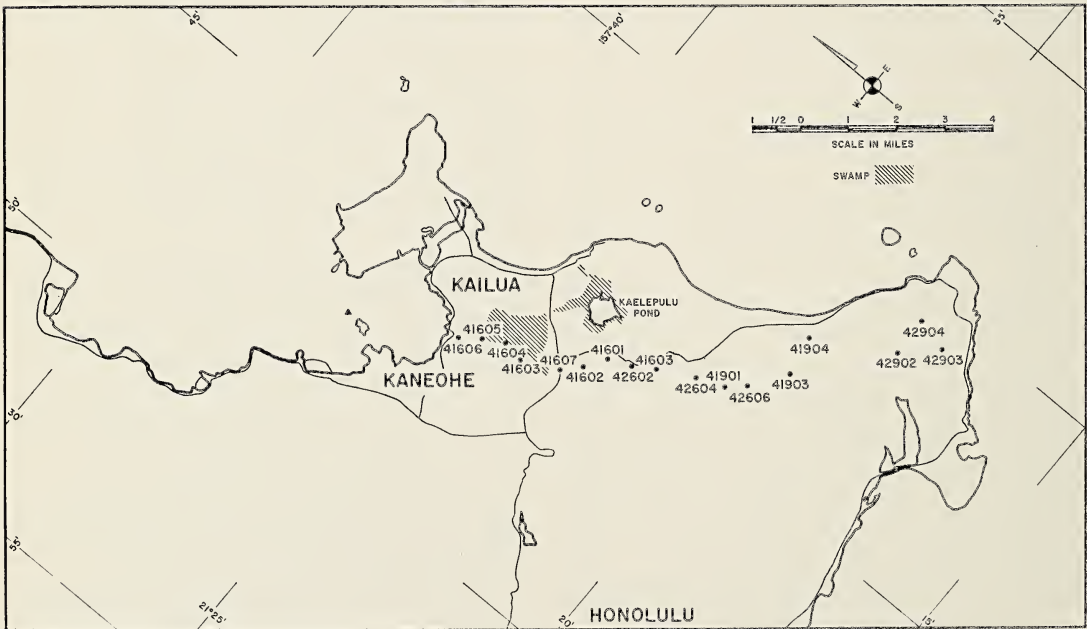 45'
157°40'
35'
E
W
S
1 1/2 0 1 2 3 4
SCALE IN MILES
SWAMP
50'
KAILUA
KAELEPULU
POND
41605
41606
41604
41603
41607
41601
41602
42602
41603
42604
41901
42606
41903
41904
42904
42902
42903
KANEOHE
30'
55'
21°25'
20'
15'
HONOLULU